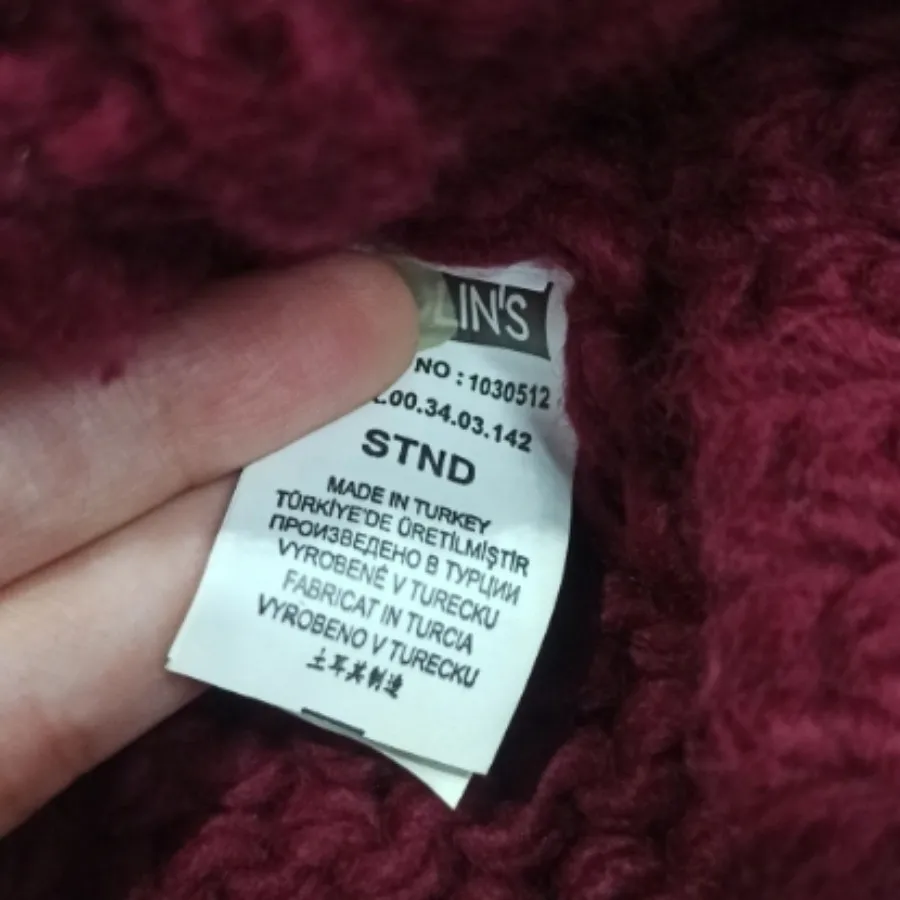 LIN'S
NO : 1030512
.00.34.03.142
STND
MADE IN TURKEY
TÜRKİYE'DE ÜRETİLMİŞTİR
ПРОИЗВЕДЕНО В ТУРЦИИ
VYROBENÉ V TURECKU
FABRICAT IN TURCIA
VYROBENO V TURECKU
土耳其制造